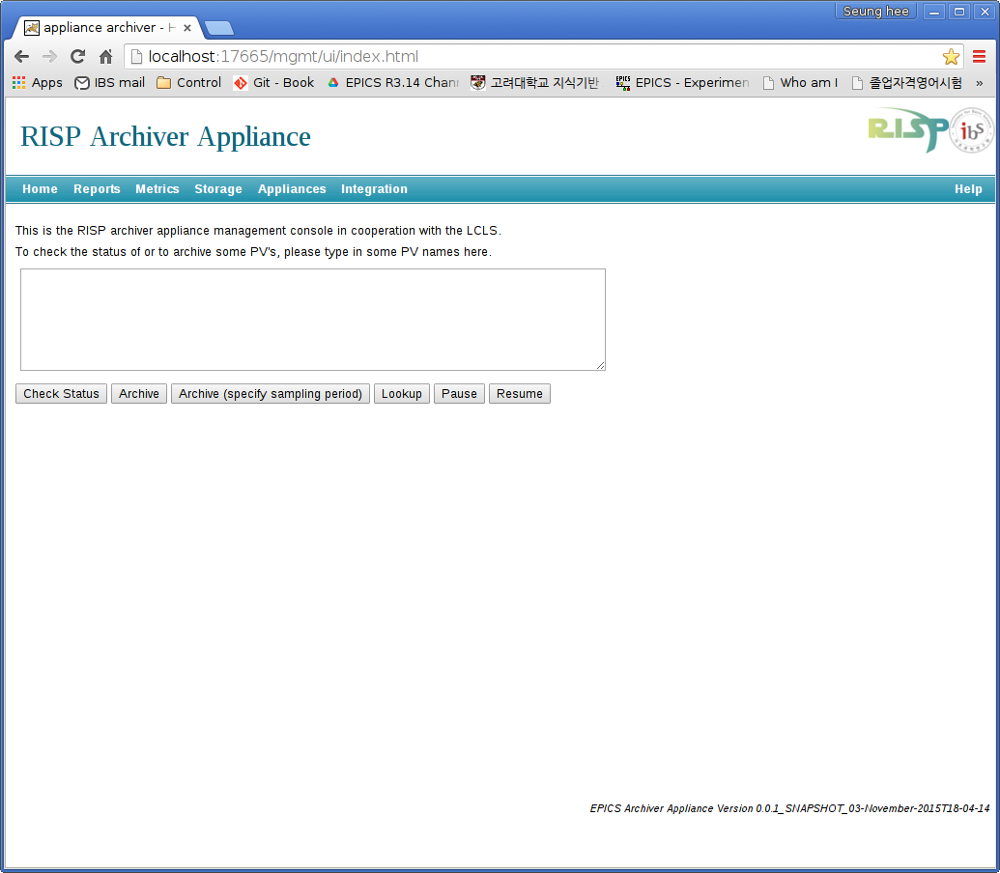 Seung hee
appliance archiver - H
localhost:17665/mgmt/ui/index.html
Apps IBS mail Control Git - Book EPICS R3.14 Chann 고려대학교 지식기반 EPICS - Experimen Who am I 졸업자격영어시험 »
RISP Archiver Appliance
RISP ibs
Home Reports Metrics Storage Appliances Integration Help
This is the RISP archiver appliance management console in cooperation with the LCLS.
To check the status of or to archive some PV's, please type in some PV names here.
Check Status Archive Archive (specify sampling period) Lookup Pause Resume
EPICS Archiver Appliance Version 0.0.1_SNAPSHOT_03-November-2015T18-04-14